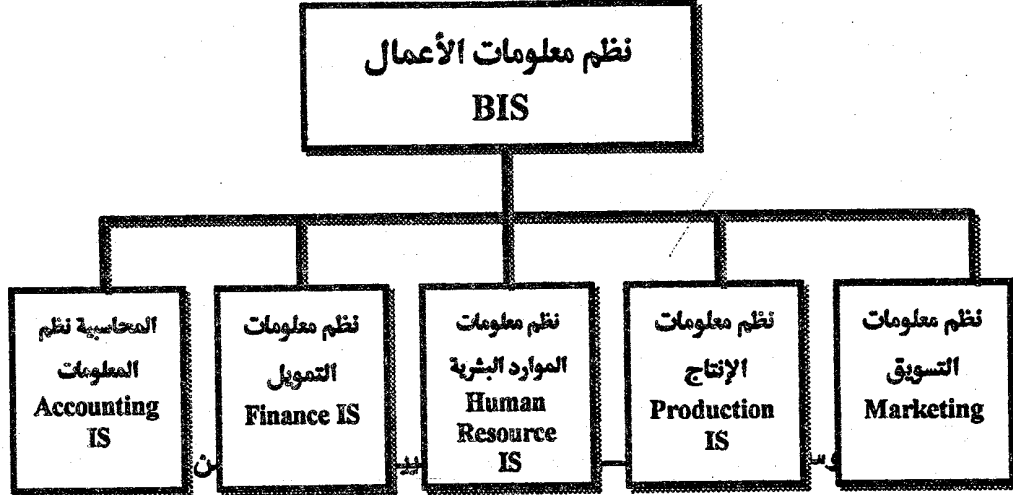 نظم معلومات الأعمال
BIS
نظم معلومات
التسويق
Marketing
نظم معلومات
الإنتاج
Production
IS
نظم معلومات
الموارد البشرية
Human
Resource
IS
نظم معلومات
التمويل
Finance IS
المحاسبية نظم
المعلومات
Accounting
IS